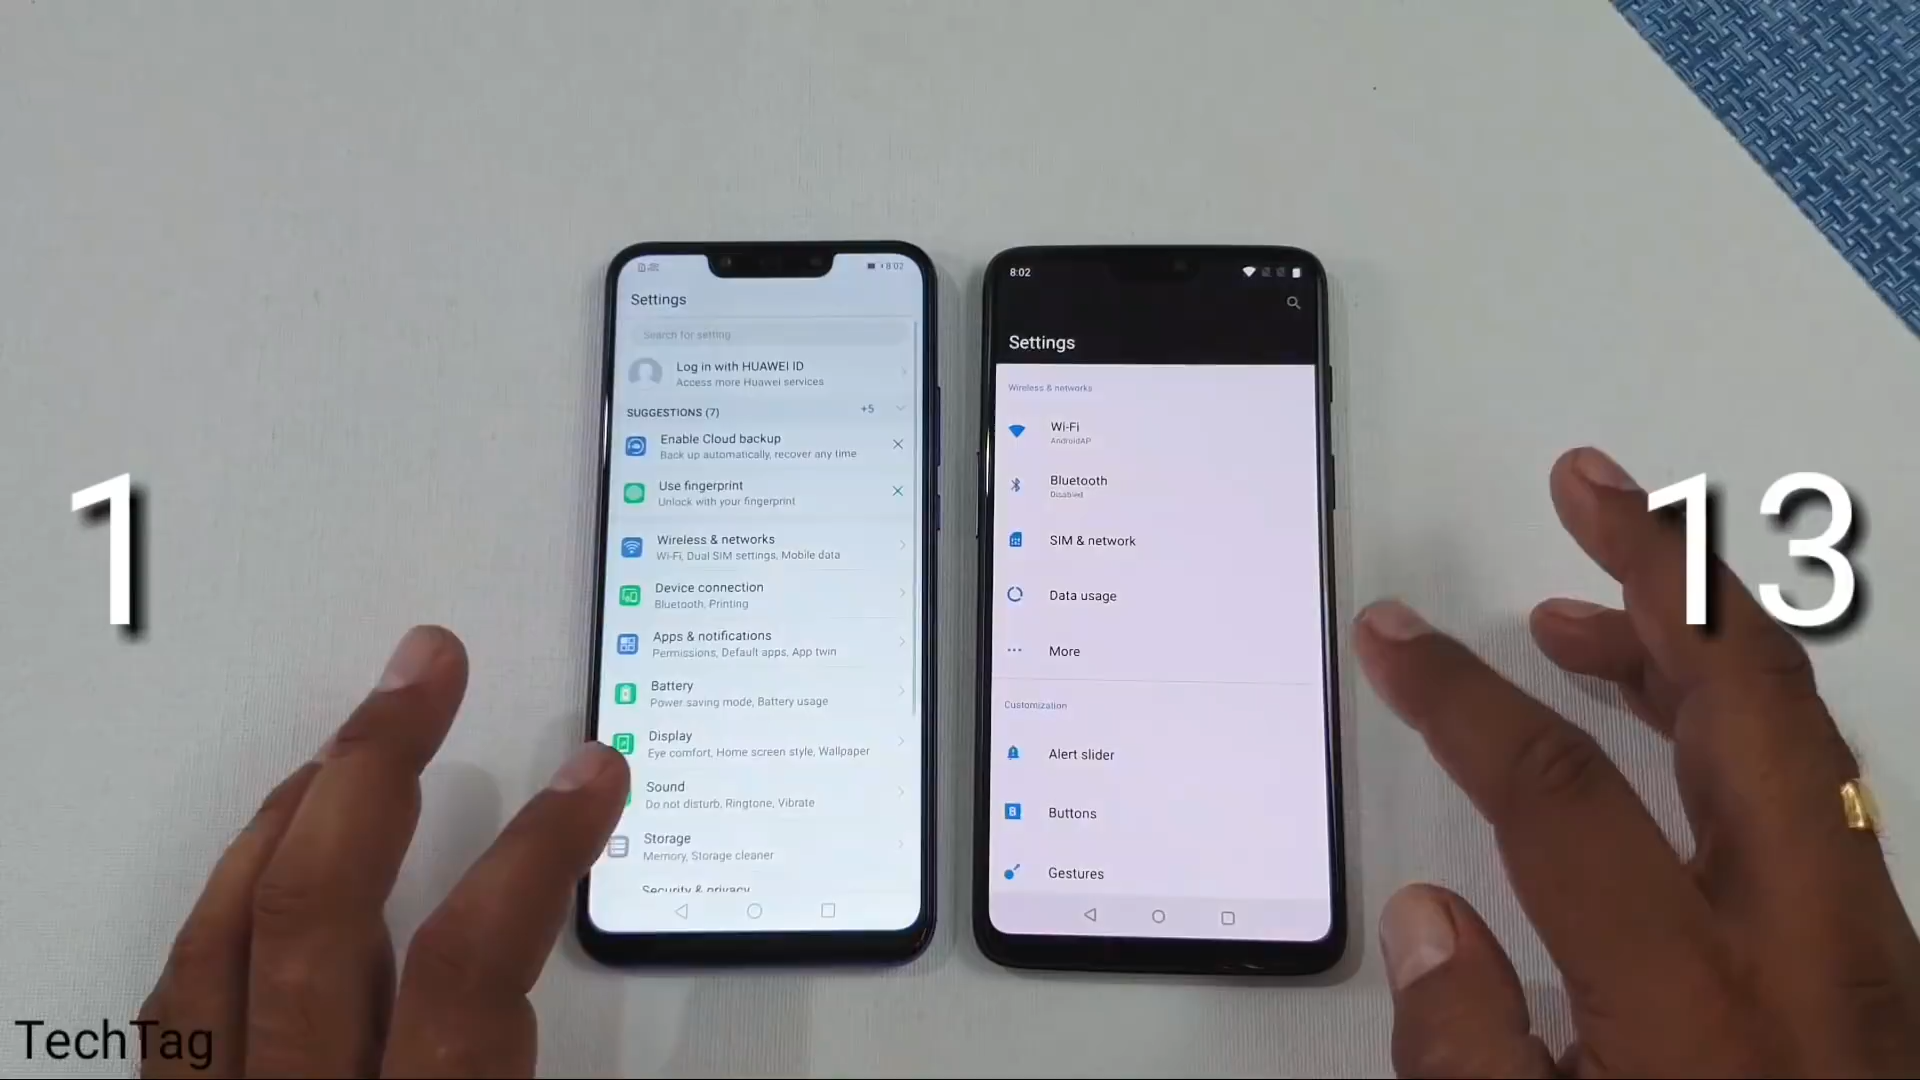 8:02
Settings
Search for setting
Log in with HUAWEI ID
Access more Huawei services
SUGGESTIONS (7)
+5
Enable Cloud backup
Back up automatically, recover any time
Use fingerprint
Unlock with your fingerprint
Wireless & networks
Wi-Fi, Dual SIM settings, Mobile data
Device connection
Bluetooth, Printing
Apps & notifications
Permissions, Default apps, App twin
Battery
Power saving mode, Battery usage
Display
Eye comfort, Home screen style, Wallpaper
Sound
Do not disturb, Ringtone, Vibrate
Storage
Memory, Storage cleaner
Security & privacy
8:02
Settings
Wireless & networks
Wi-Fi
AndroidAP
Bluetooth
Disabled
SIM & network
Data usage
More
Customization
Alert slider
B
Buttons
Gestures
1
13
TechTag